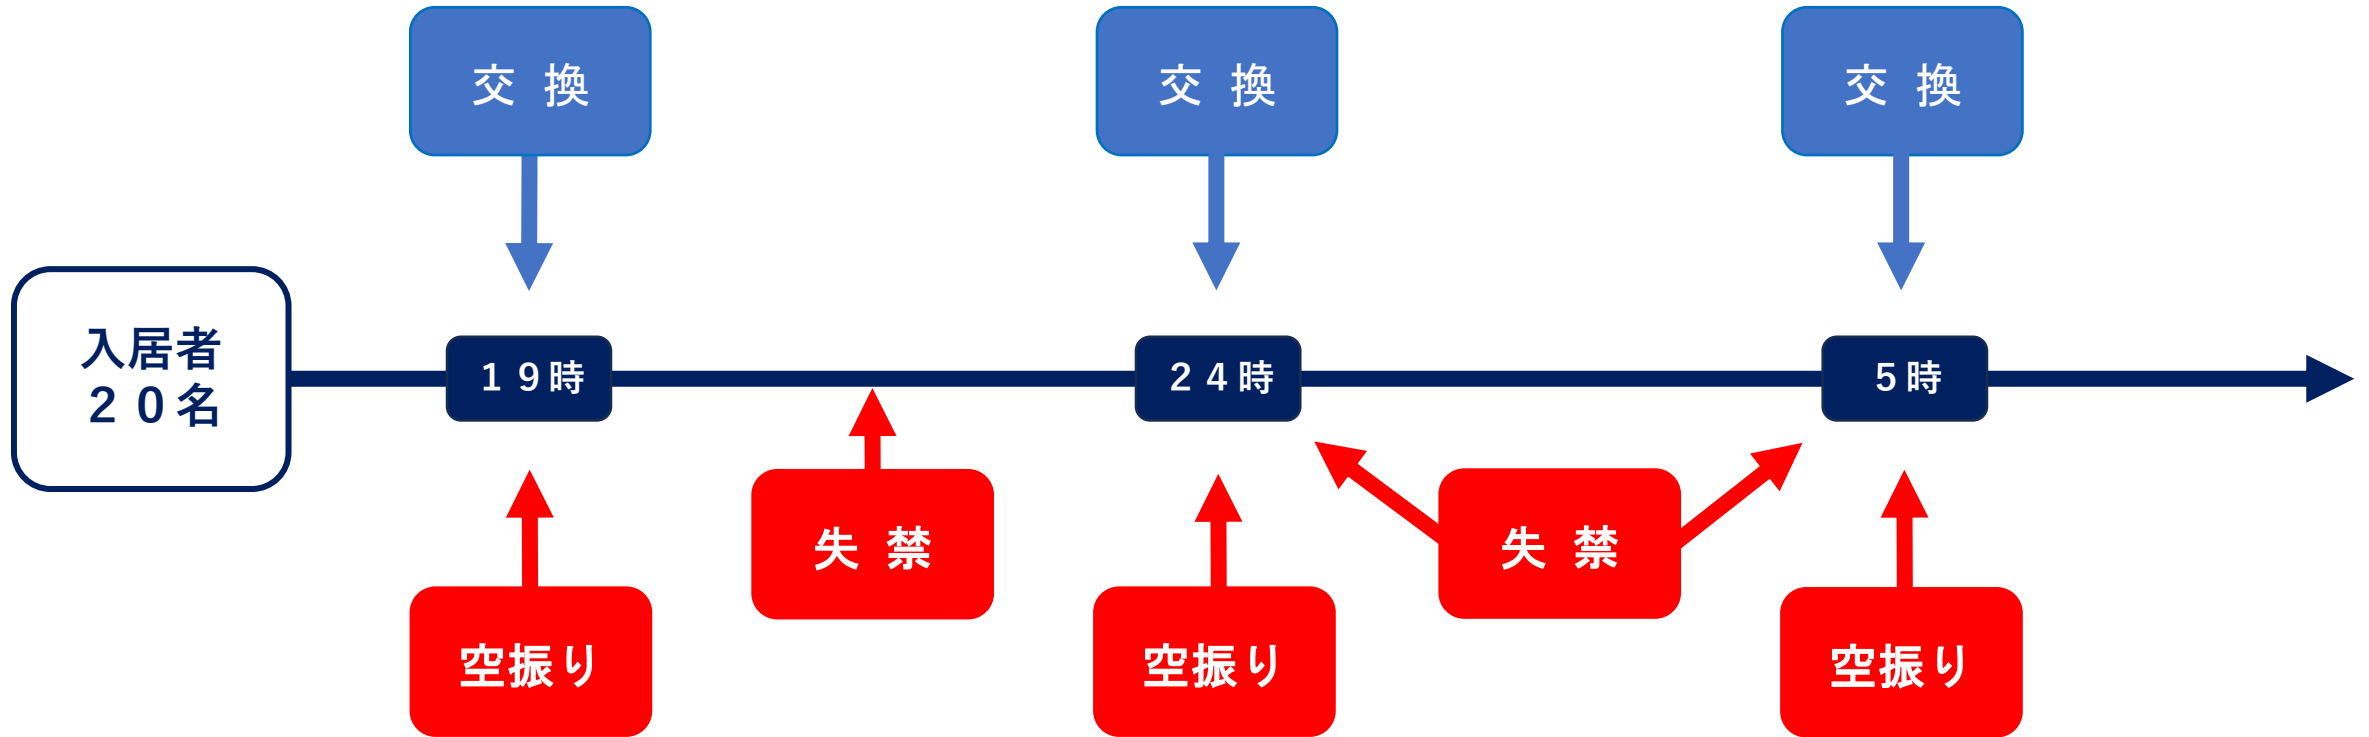 交 換
交 換
交 換
入居者
２０名
１９時
２４時
５時
失 禁
失 禁
空振り
空振り
空振り